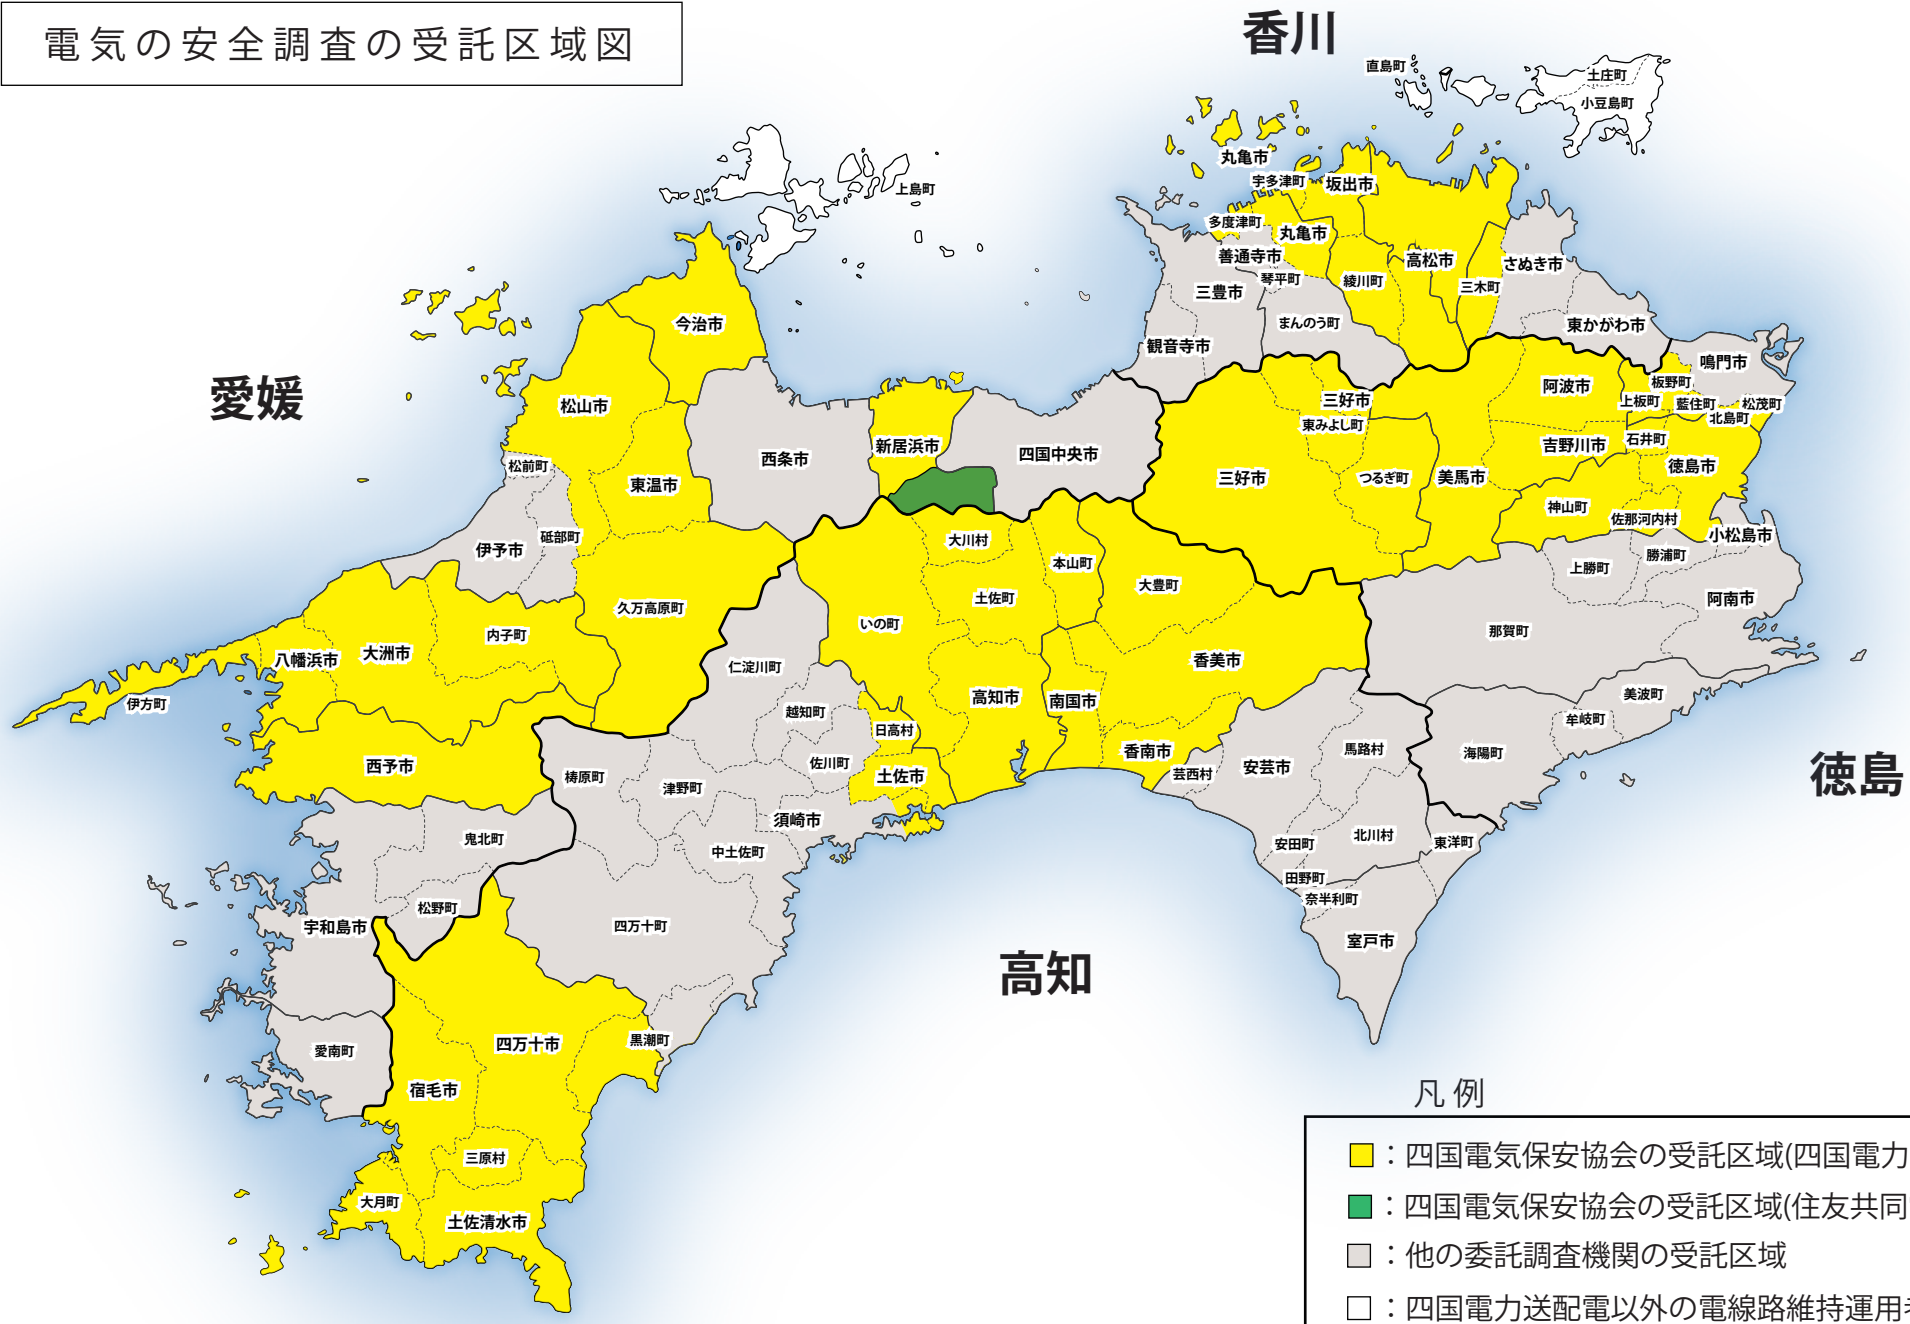 電気の安全調査の受託区域図
香川
直島町
土庄町
小豆島町
丸亀市
宇多津町
坂出市
上島町
多度津町
丸亀市
善通寺市
高松市
さぬき市
琴平町
綾川町
三木町
三豊市
今治市
まんのう町
東かがわ市
観音寺市
鳴門市
愛媛
松山市
三好市
阿波市
板野町
上板町
藍住町
松茂町
北島町
東みよし町
新居浜市
吉野川市
石井町
西条市
四国中央市
徳島市
松前町
東温市
三好市
つるぎ町
美馬市
神山町
佐那河内村
小松島市
砥部町
伊予市
大川村
本山町
勝浦町
上勝町
大豊町
土佐町
阿南市
久万高原町
いの町
那賀町
内子町
大洲市
八幡浜市
仁淀川町
香美市
伊方町
高知市
南国市
美波町
越知町
牟岐町
日高村
香南市
馬路村
海陽町
西予市
佐川町
安芸市
芸西村
梼原町
土佐市
徳島
津野町
須崎市
鬼北町
中土佐町
安田町
北川村
東洋町
田野町
奈半利町
松野町
宇和島市
四万十町
室戸市
高知
愛南町
四万十市
黒潮町
宿毛市
三原村
大月町
土佐清水市
凡例
：四国電気保安協会の受託区域(四国電力
：四国電気保安協会の受託区域(住友共同
：他の委託調査機関の受託区域
：四国電力送配電以外の電線路維持運用